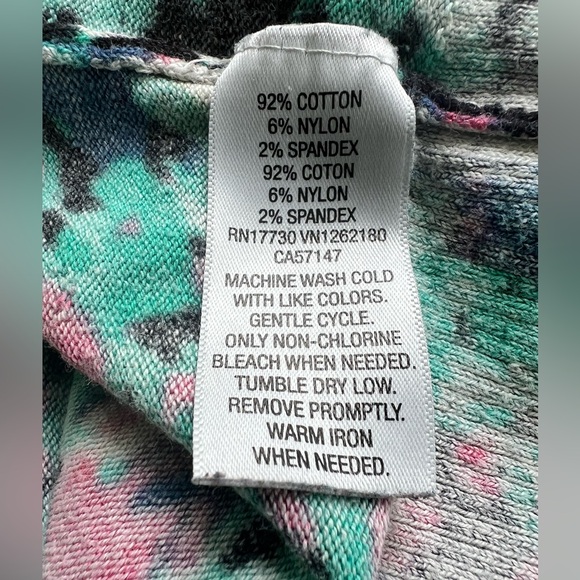 92% COTTON
6% NYLON
2% SPANDEX
92% COTON
6% NYLON
2% SPANDEX
RN17730 VN1262180
CA57147
MACHINE WASH COLD
WITH LIKE COLORS.
GENTLE CYCLE.
ONLY NON-CHLORINE
BLEACH WHEN NEEDED.
TUMBLE DRY LOW.
REMOVE PROMPTLY.
WARM IRON
WHEN NEEDED.